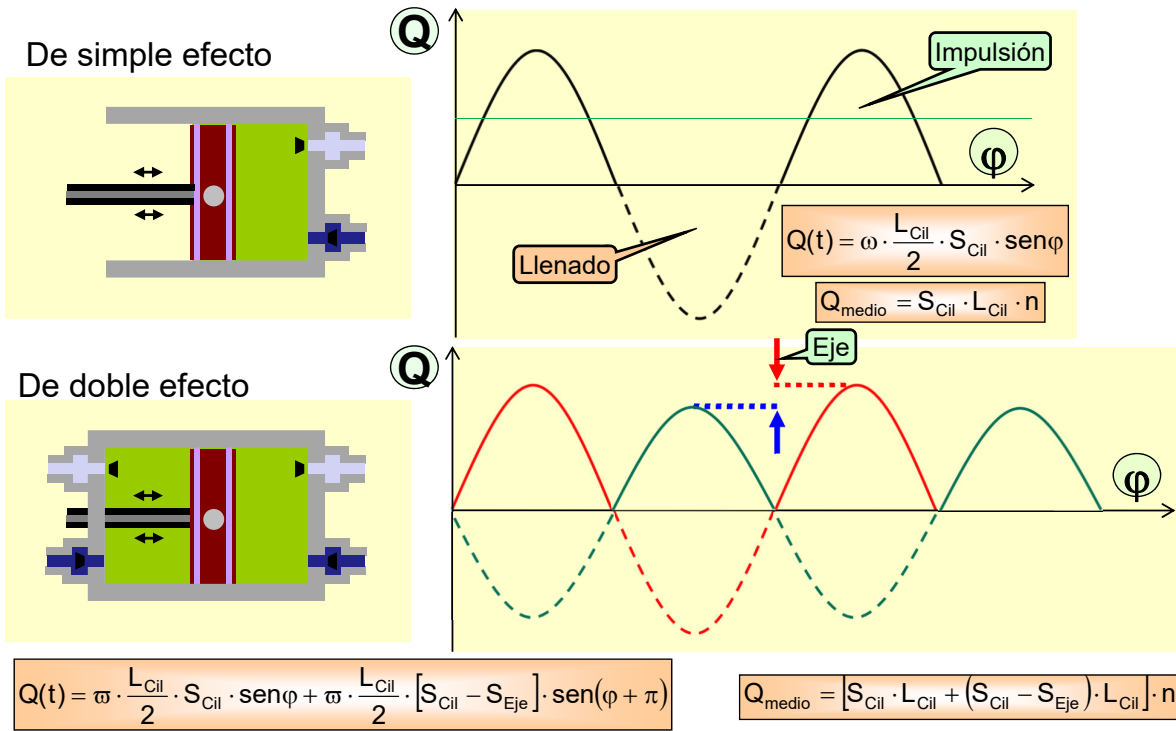 De simple efecto
Q
Impulsión
φ
Llenado
Q(t) = ω · L_Cil/2 · S_Cil · senφ
Q_medio = S_Cil · L_Cil · n
De doble efecto
Q
Eje
φ
Q(t) = ϖ · L_Cil/2 · S_Cil · senφ + ϖ · L_Cil/2 · [S_Cil − S_Eje] · sen(φ + π)
Q_medio = [S_Cil · L_Cil + (S_Cil − S_Eje) · L_Cil] · n